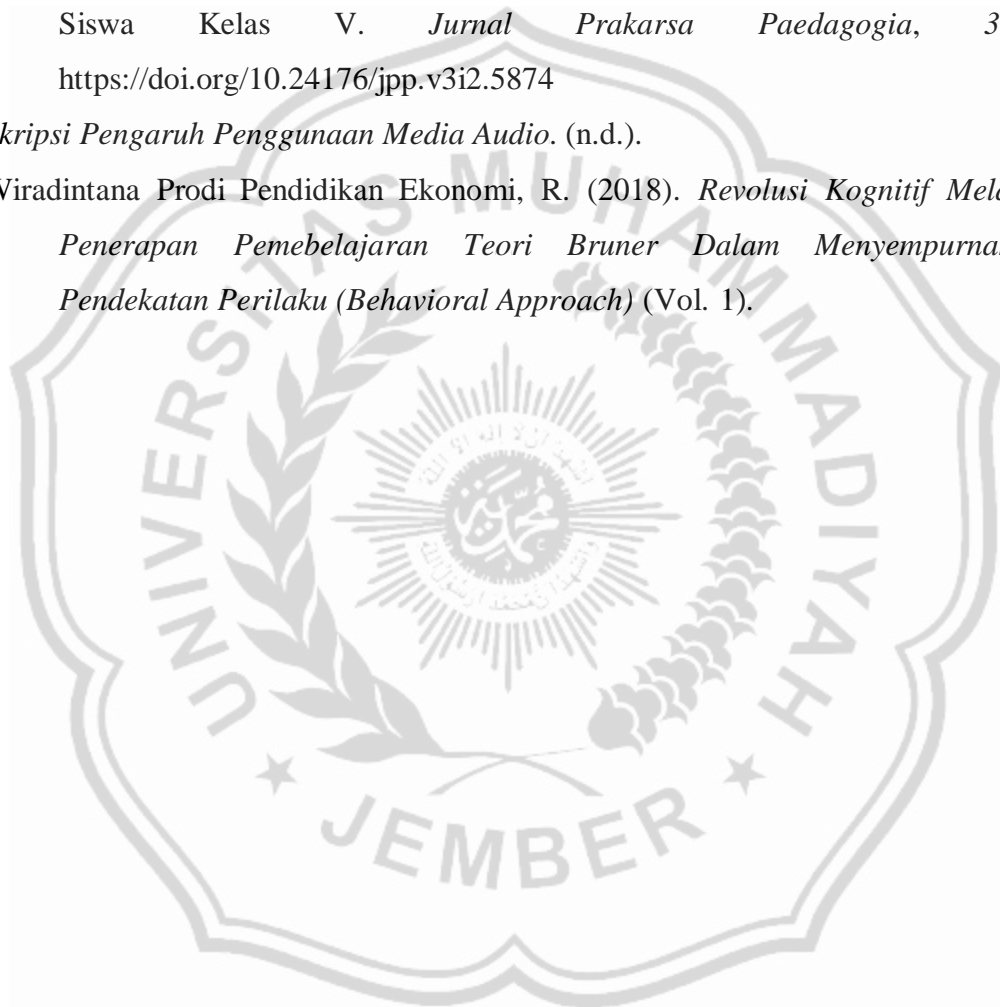 Siswa Kelas V. Jurnal Prakarsa Paedagogia, 3
https://doi.org/10.24176/jpp.v3i2.5874
kripsi Pengaruh Penggunaan Media Audio. (n.d.).
Wiradintana Prodi Pendidikan Ekonomi, R. (2018). Revolusi Kognitif Mela
Penerapan Pemebelajaran Teori Bruner Dalam Menyempurna
Pendekatan Perilaku (Behavioral Approach) (Vol. 1).
UNIVERSITAS MUHAMMADIYAH
JEMBER